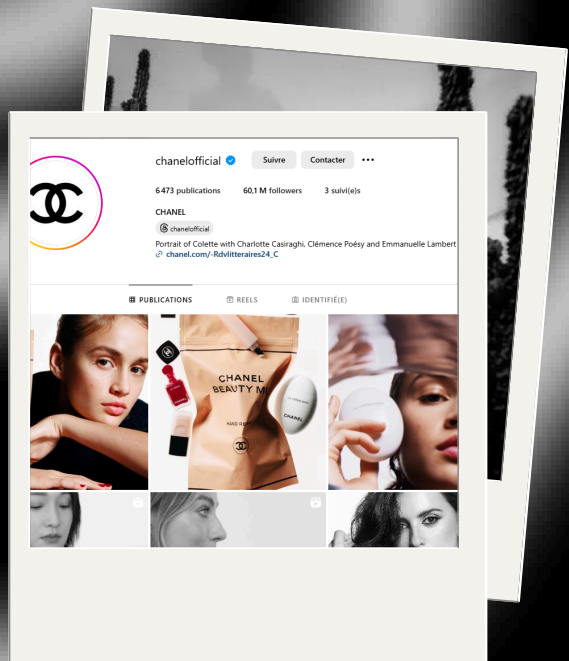 chanelofficial Suivre Contacter
6 473 publications 60,1 M followers 3 suivi(e)s
CHANEL
chanelofficial
Portrait of Colette with Charlotte Casiraghi, Clémence Poésy and Emmanuelle Lambert
chanel.com/-Rdvlitteraires24_C
PUBLICATIONS REELS IDENTIFIÉ(E)
CHANEL
BEAUTY
HAND
CHANEL